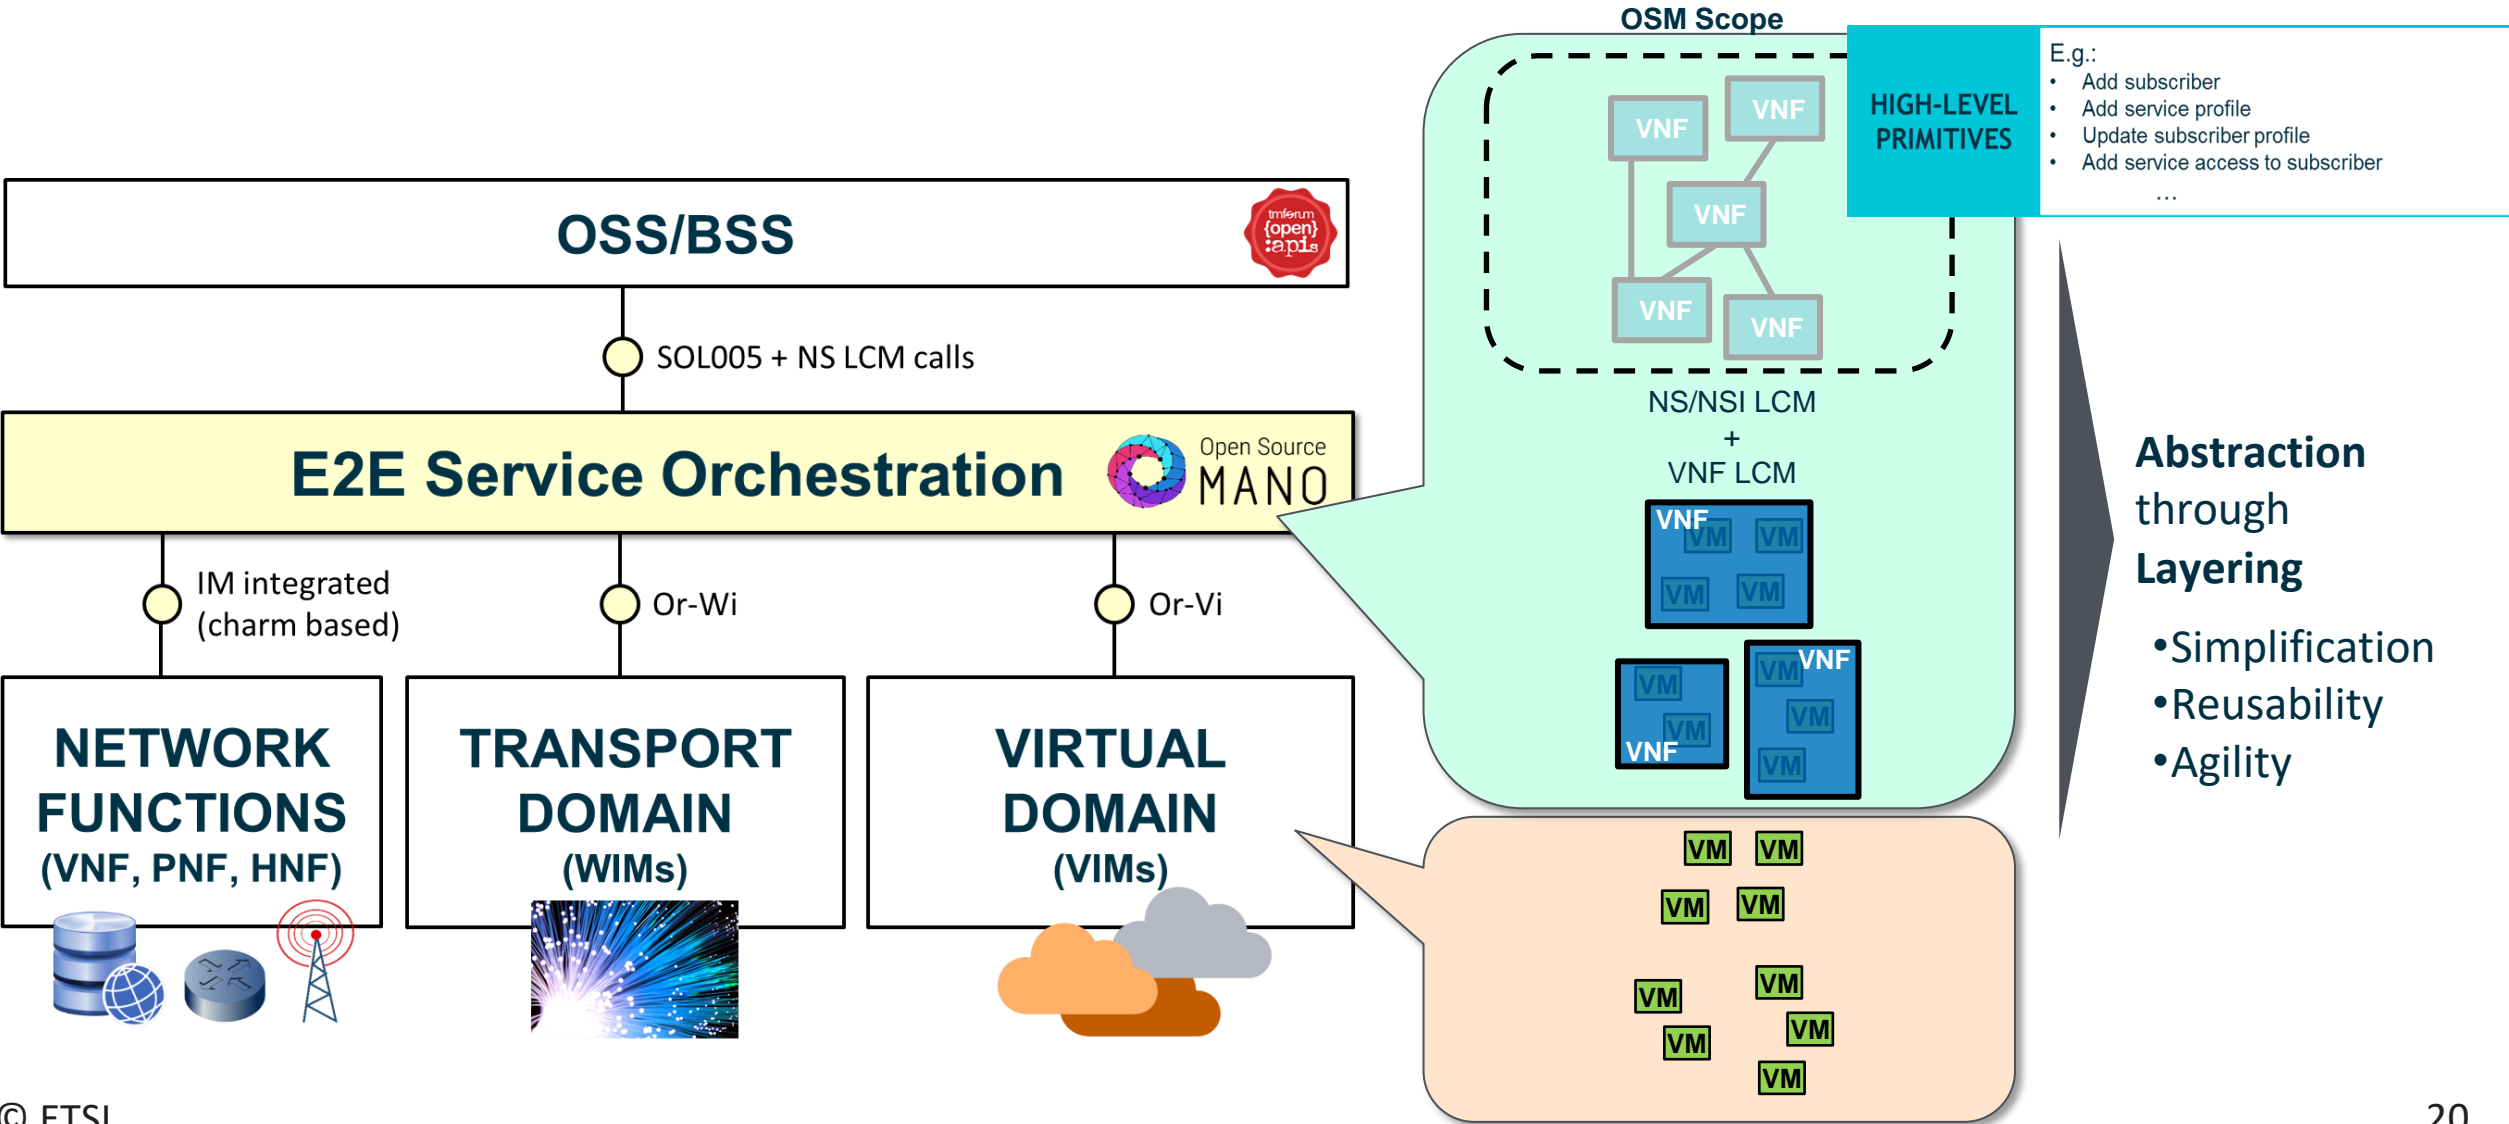 OSM Scope
HIGH-LEVEL
PRIMITIVES
E.g.:
• Add subscriber
• Add service profile
• Update subscriber profile
• Add service access to subscriber
…
VNF
VNF
VNF
VNF
VNF
NS/NSI LCM
+
VNF LCM
VNF
VM
VM
VM
VM
VM
VM
VNF
VM
VNF
VM
VM
OSS/BSS
tmforum
{open}
:apis
SOL005 + NS LCM calls
E2E Service Orchestration
Open Source
MANO
IM integrated
(charm based)
Or-Wi
Or-Vi
NETWORK
FUNCTIONS
(VNF, PNF, HNF)
TRANSPORT
DOMAIN
(WIMs)
VIRTUAL
DOMAIN
(VIMs)
VM
VM
VM
VM
VM
VM
VM
VM
VM
Abstraction
through
Layering
•Simplification
•Reusability
•Agility
© ETSI
20